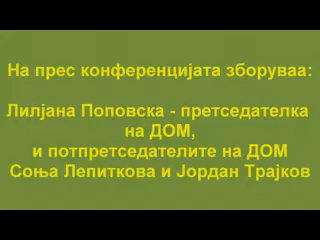 На прес конференцијата зборуваа:
Лилјана Поповска - претседателка
на ДОМ,
и потпретседателите на ДОМ
Соња Лепиткова и Јордан Трајков